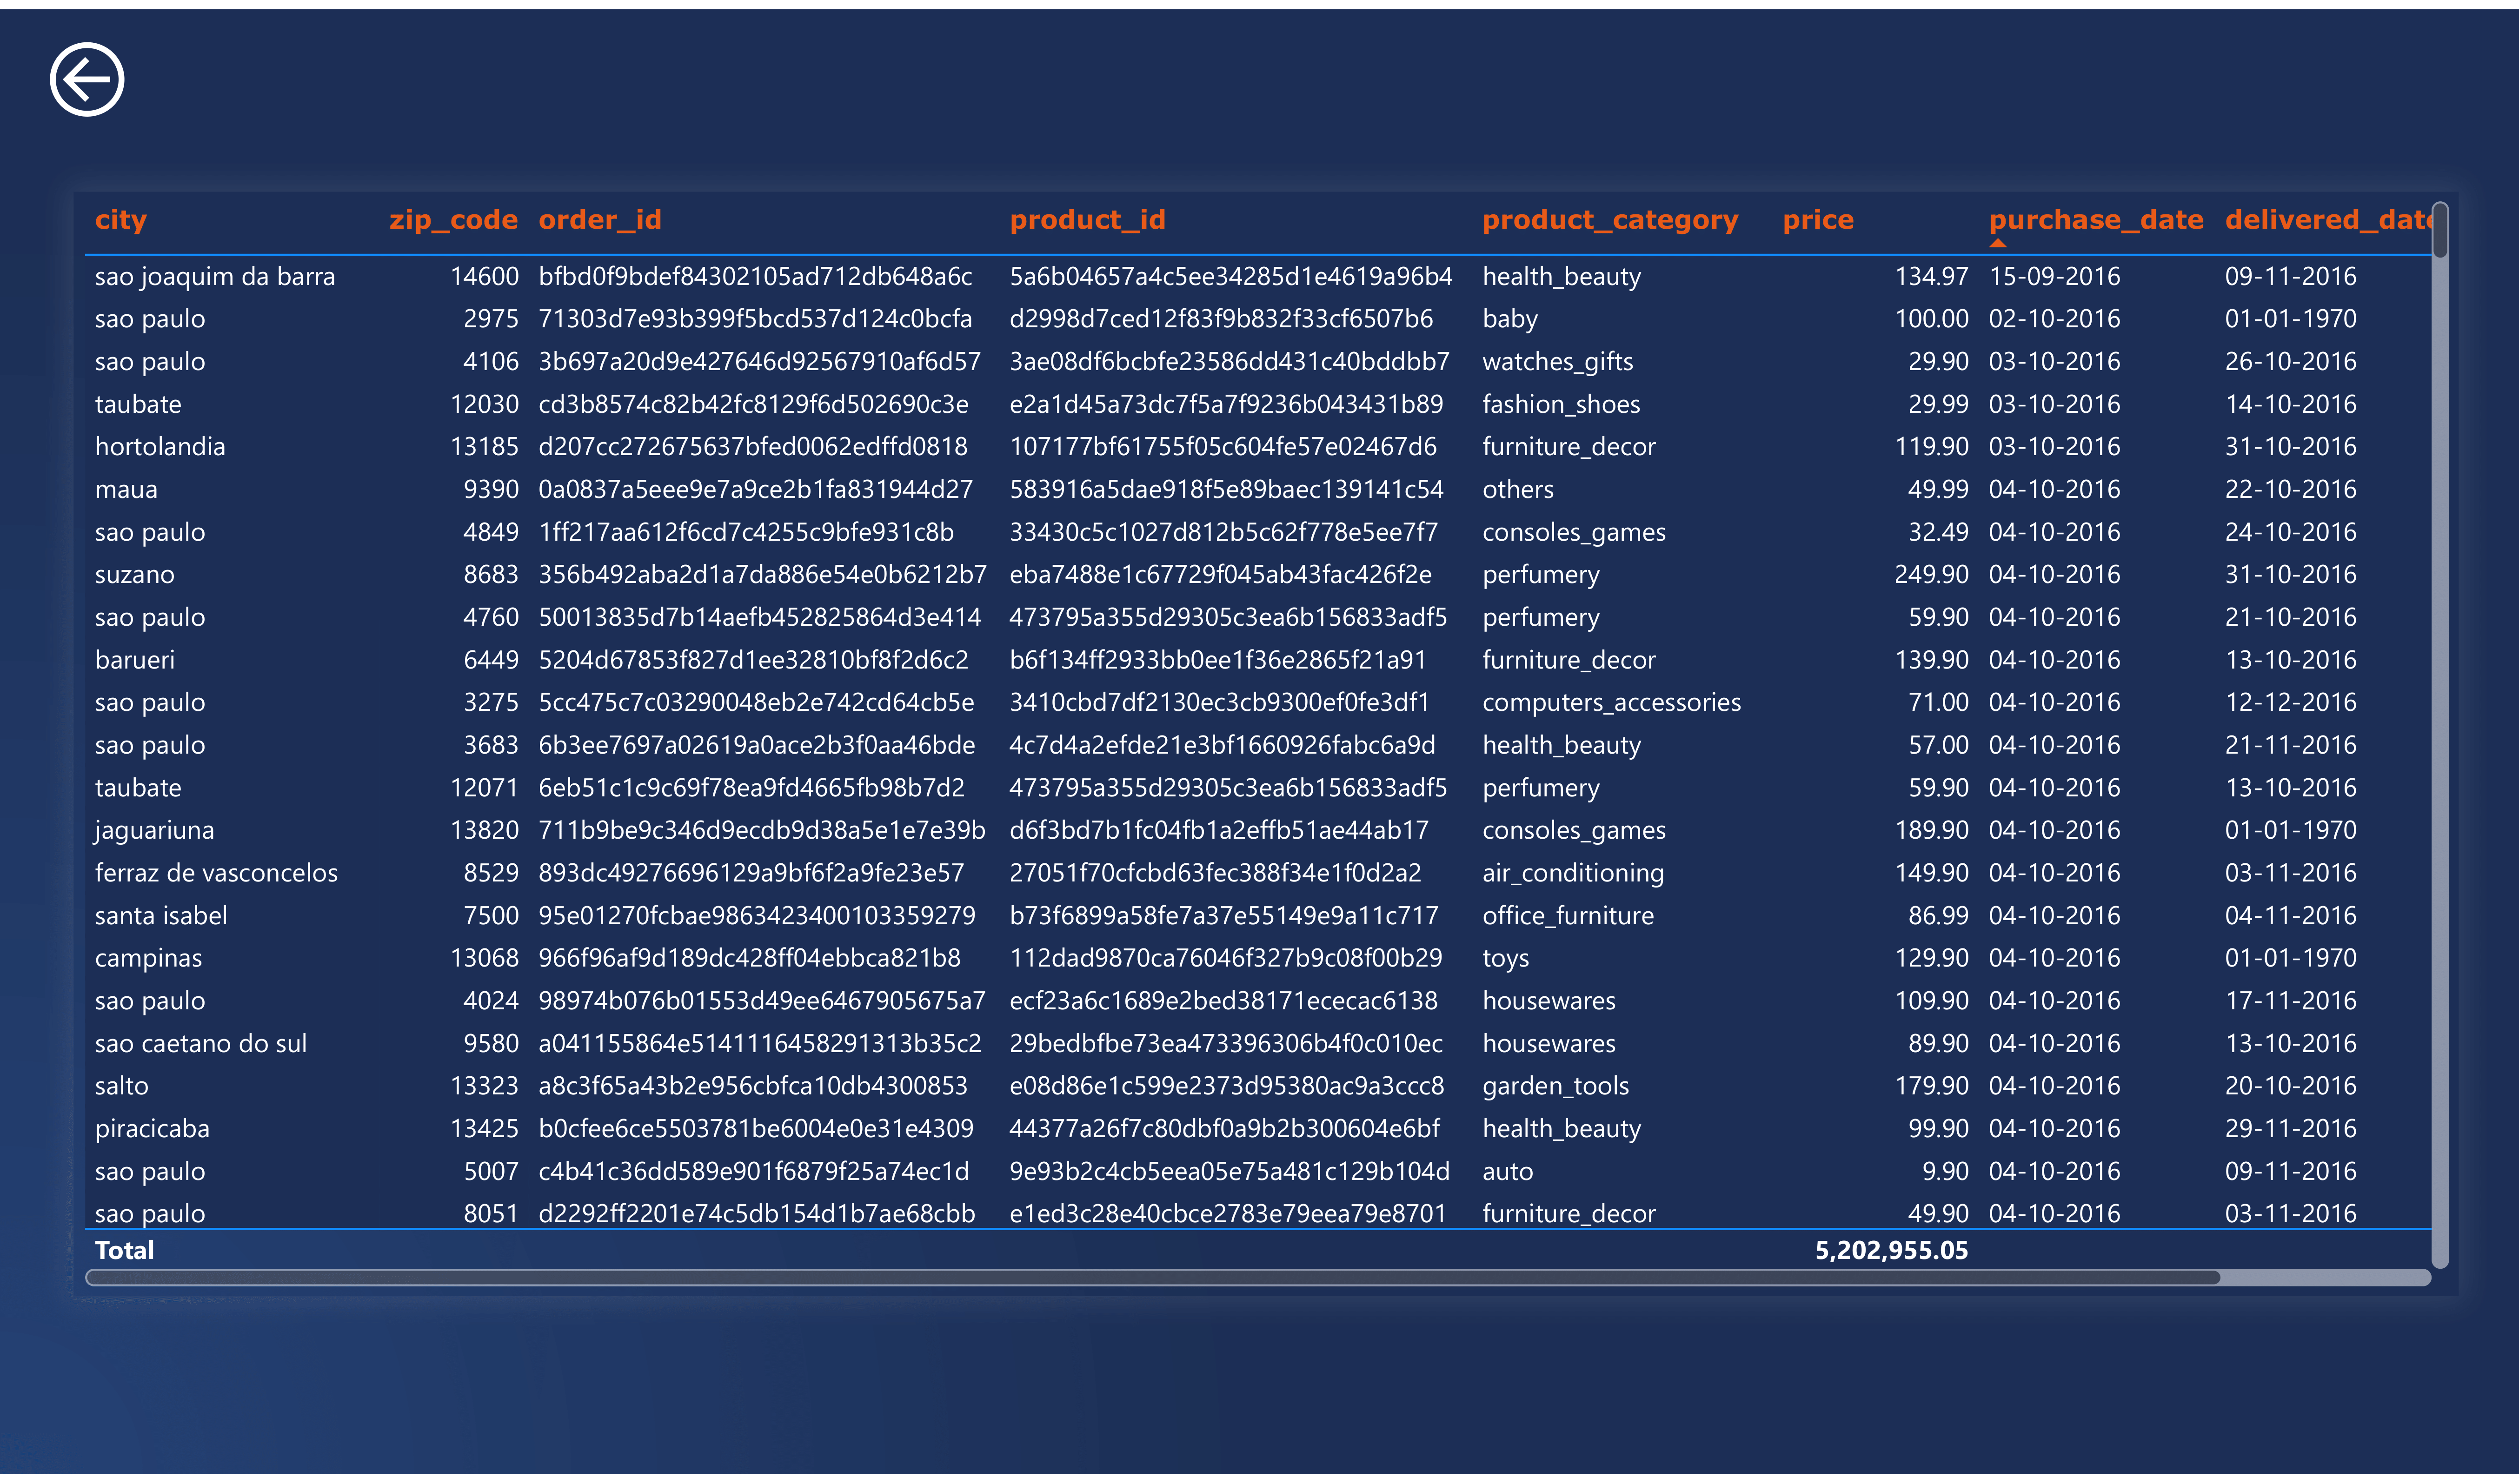 city zip_code order_id product_id product_category price purchase_date delivered_date
sao joaquim da barra 14600 bfbd0f9bdef84302105ad712db648a6c 5a6b04657a4c5ee34285d1e4619a96b4 health_beauty 134.97 15-09-2016 09-11-2016
sao paulo 2975 71303d7e93b399f5bcd537d124c0bcfa d2998d7ced12f83f9b832f33cf6507b6 baby 100.00 02-10-2016 01-01-1970
sao paulo 4106 3b697a20d9e427646d92567910af6d57 3ae08df6bcbfe23586dd431c40bddbb7 watches_gifts 29.90 03-10-2016 26-10-2016
taubate 12030 cd3b8574c82b42fc8129f6d502690c3e e2a1d45a73dc7f5a7f9236b043431b89 fashion_shoes 29.99 03-10-2016 14-10-2016
hortolandia 13185 d207cc272675637bfed0062edffd0818 107177bf61755f05c604fe57e02467d6 furniture_decor 119.90 03-10-2016 31-10-2016
maua 9390 0a0837a5eee9e7a9ce2b1fa831944d27 583916a5dae918f5e89baec139141c54 others 49.99 04-10-2016 22-10-2016
sao paulo 4849 1ff217aa612f6cd7c4255c9bfe931c8b 33430c5c1027d812b5c62f778e5ee7f7 consoles_games 32.49 04-10-2016 24-10-2016
suzano 8683 356b492aba2d1a7da886e54e0b6212b7 eba7488e1c67729f045ab43fac426f2e perfumery 249.90 04-10-2016 31-10-2016
sao paulo 4760 50013835d7b14aefb452825864d3e414 473795a355d29305c3ea6b156833adf5 perfumery 59.90 04-10-2016 21-10-2016
barueri 6449 5204d67853f827d1ee32810bf8f2d6c2 b6f134ff2933bb0ee1f36e2865f21a91 furniture_decor 139.90 04-10-2016 13-10-2016
sao paulo 3275 5cc475c7c03290048eb2e742cd64cb5e 3410cbd7df2130ec3cb9300ef0fe3df1 computers_accessories 71.00 04-10-2016 12-12-2016
sao paulo 3683 6b3ee7697a02619a0ace2b3f0aa46bde 4c7d4a2efde21e3bf1660926fabc6a9d health_beauty 57.00 04-10-2016 21-11-2016
taubate 12071 6eb51c1c9c69f78ea9fd4665fb98b7d2 473795a355d29305c3ea6b156833adf5 perfumery 59.90 04-10-2016 13-10-2016
jaguariuna 13820 711b9be9c346d9ecdb9d38a5e1e7e39b d6f3bd7b1fc04fb1a2effb51ae44ab17 consoles_games 189.90 04-10-2016 01-01-1970
ferraz de vasconcelos 8529 893dc49276696129a9bf6f2a9fe23e57 27051f70cfcbd63fec388f34e1f0d2a2 air_conditioning 149.90 04-10-2016 03-11-2016
santa isabel 7500 95e01270fcbae9863423400103359279 b73f6899a58fe7a37e55149e9a11c717 office_furniture 86.99 04-10-2016 04-11-2016
campinas 13068 966f96af9d189dc428ff04ebbca821b8 112dad9870ca76046f327b9c08f00b29 toys 129.90 04-10-2016 01-01-1970
sao paulo 4024 98974b076b01553d49ee6467905675a7 ecf23a6c1689e2bed38171ececac6138 housewares 109.90 04-10-2016 17-11-2016
sao caetano do sul 9580 a041155864e5141116458291313b35c2 29bedbfbe73ea473396306b4f0c010ec housewares 89.90 04-10-2016 13-10-2016
salto 13323 a8c3f65a43b2e956cbfca10db4300853 e08d86e1c599e2373d95380ac9a3ccc8 garden_tools 179.90 04-10-2016 20-10-2016
piracicaba 13425 b0cfee6ce5503781be6004e0e31e4309 44377a26f7c80dbf0a9b2b300604e6bf health_beauty 99.90 04-10-2016 29-11-2016
sao paulo 5007 c4b41c36dd589e901f6879f25a74ec1d 9e93b2c4cb5eea05e75a481c129b104d auto 9.90 04-10-2016 09-11-2016
sao paulo 8051 d2292ff2201e74c5db154d1b7ae68cbb e1ed3c28e40cbce2783e79eea79e8701 furniture_decor 49.90 04-10-2016 03-11-2016
Total 5,202,955.05